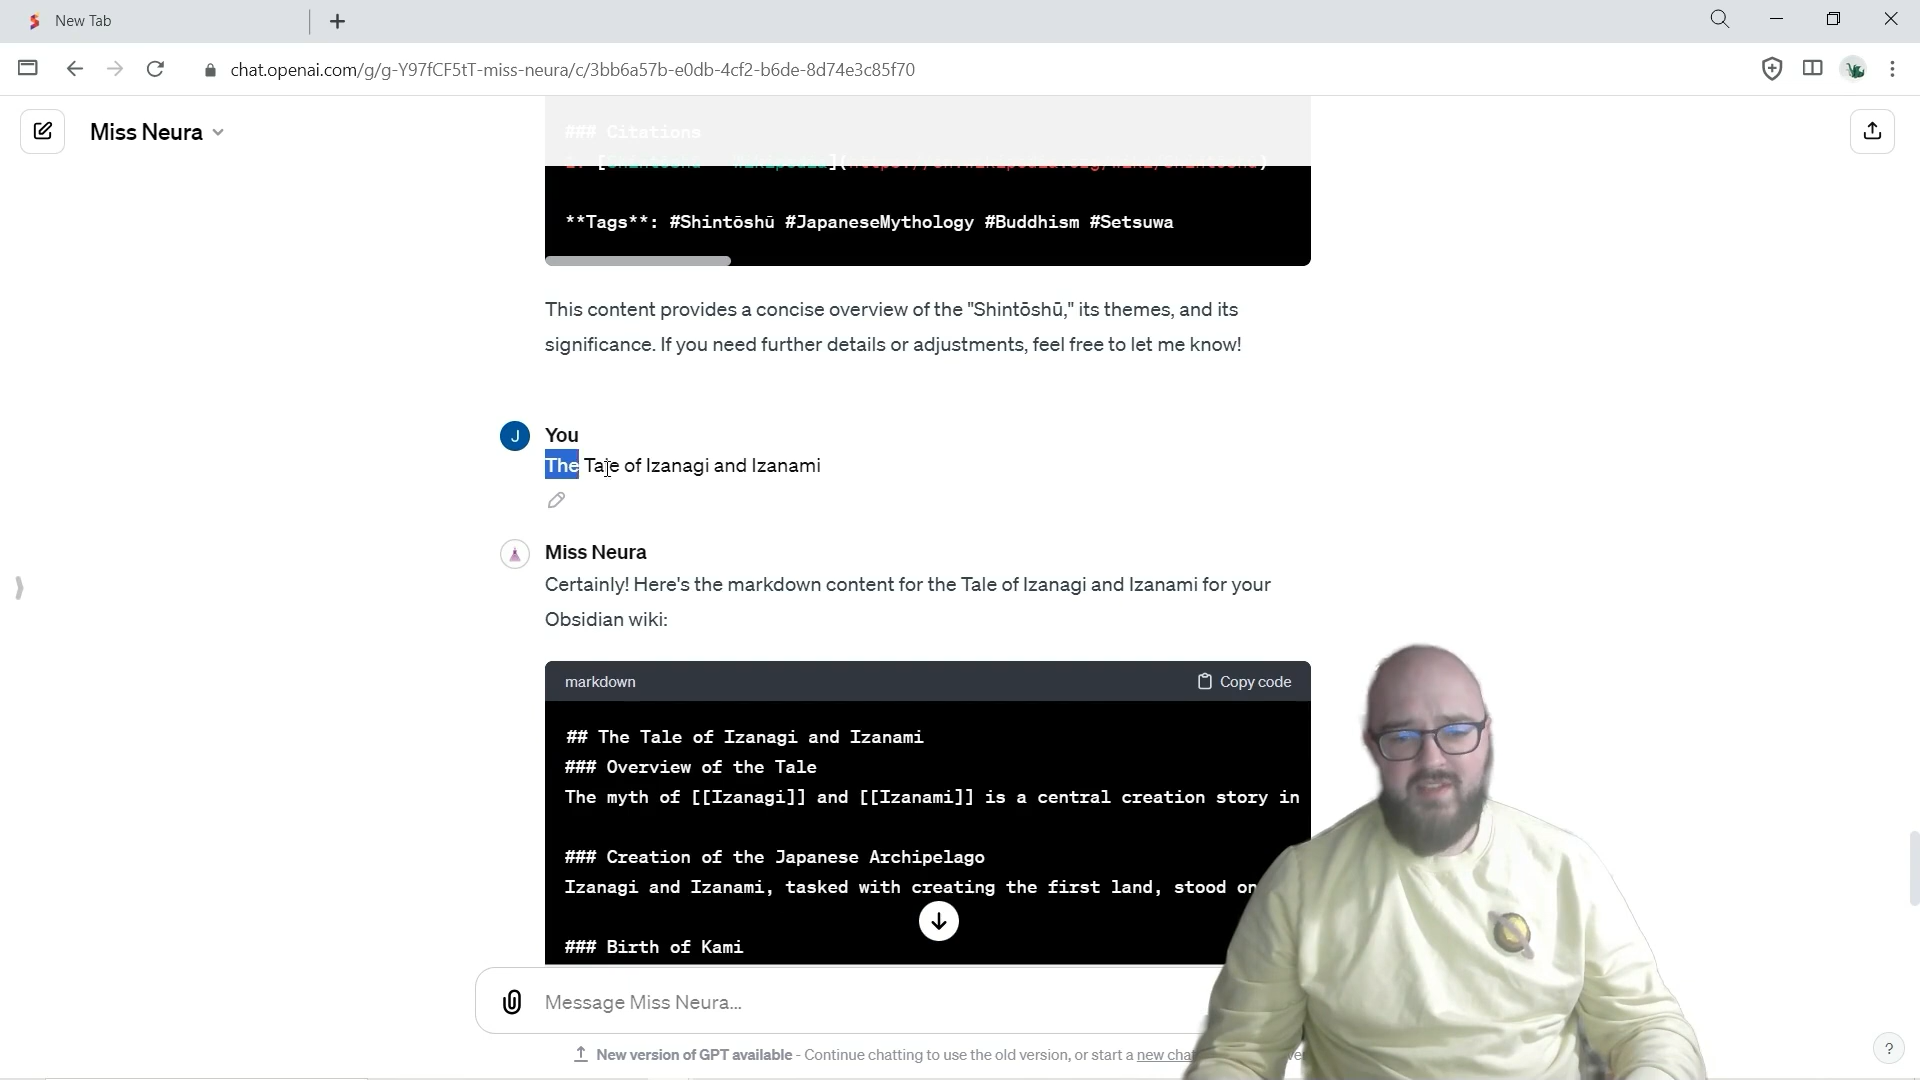 New Tab
chat.openai.com/g/g-Y97fCF5tT-miss-neura/c/3bb6a57b-e0db-4cf2-b6de-8d74e3c85f70
Miss Neura
### Citations
**Tags**: #Shintōshū #JapaneseMythology #Buddhism #Setsuwa
This content provides a concise overview of the "Shintōshū," its themes, and its
significance. If you need further details or adjustments, feel free to let me know!
J
You
The Tale of Izanagi and Izanami
Miss Neura
Certainly! Here's the markdown content for the Tale of Izanagi and Izanami for your
Obsidian wiki:
markdown
Copy code
## The Tale of Izanagi and Izanami
### Overview of the Tale
The myth of [[Izanagi]] and [[Izanami]] is a central creation story in
### Creation of the Japanese Archipelago
Izanagi and Izanami, tasked with creating the first land, stood on
### Birth of Kami
Message Miss Neura...
New version of GPT available - Continue chatting to use the old version, or start a new chat
?